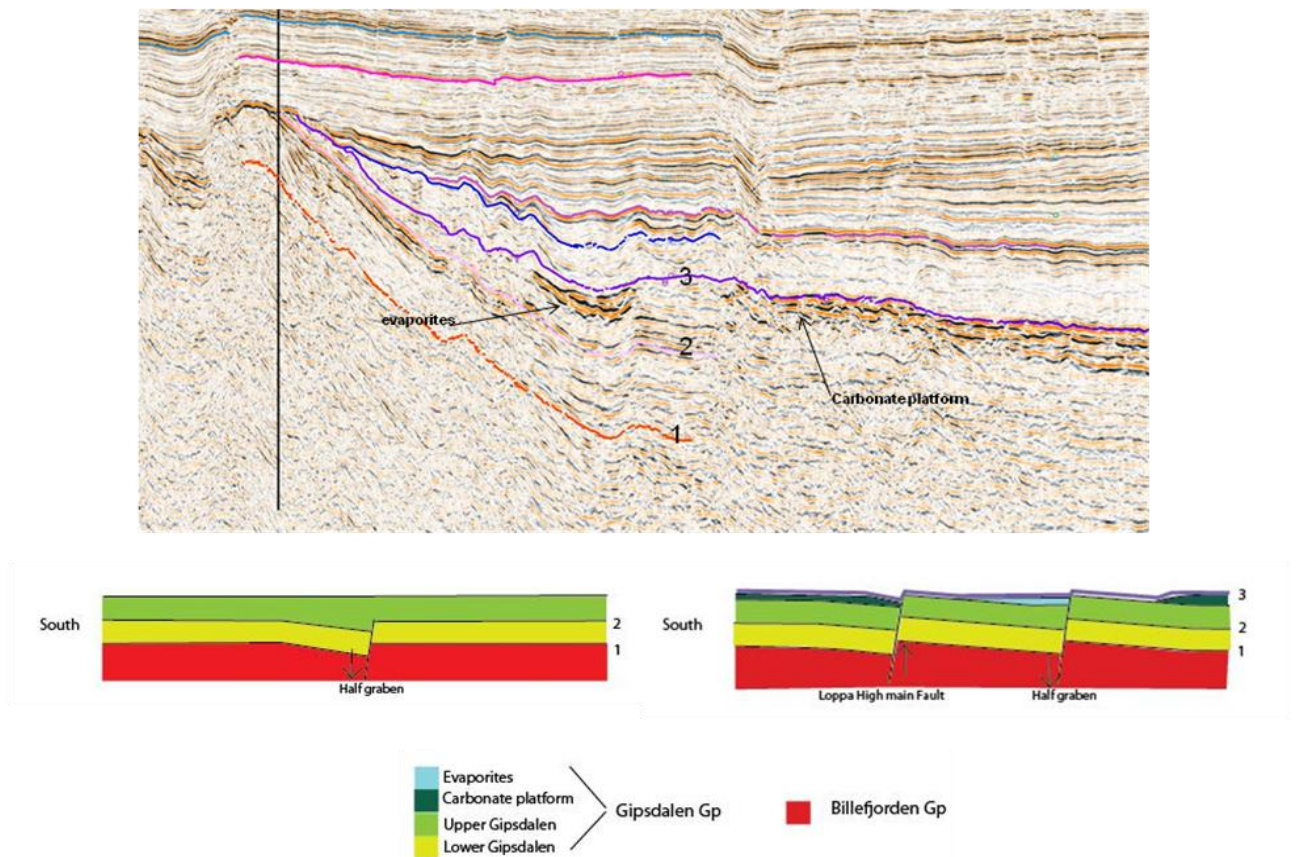 3
evaporites
2
Carbonate platform
1
South
2
1
Half graben
South
3
2
1
Loppa High main Fault
Half graben
Evaporites
Carbonate platform
Upper Gipsdalen
Lower Gipsdalen
Gipsdalen Gp
Billefjorden Gp